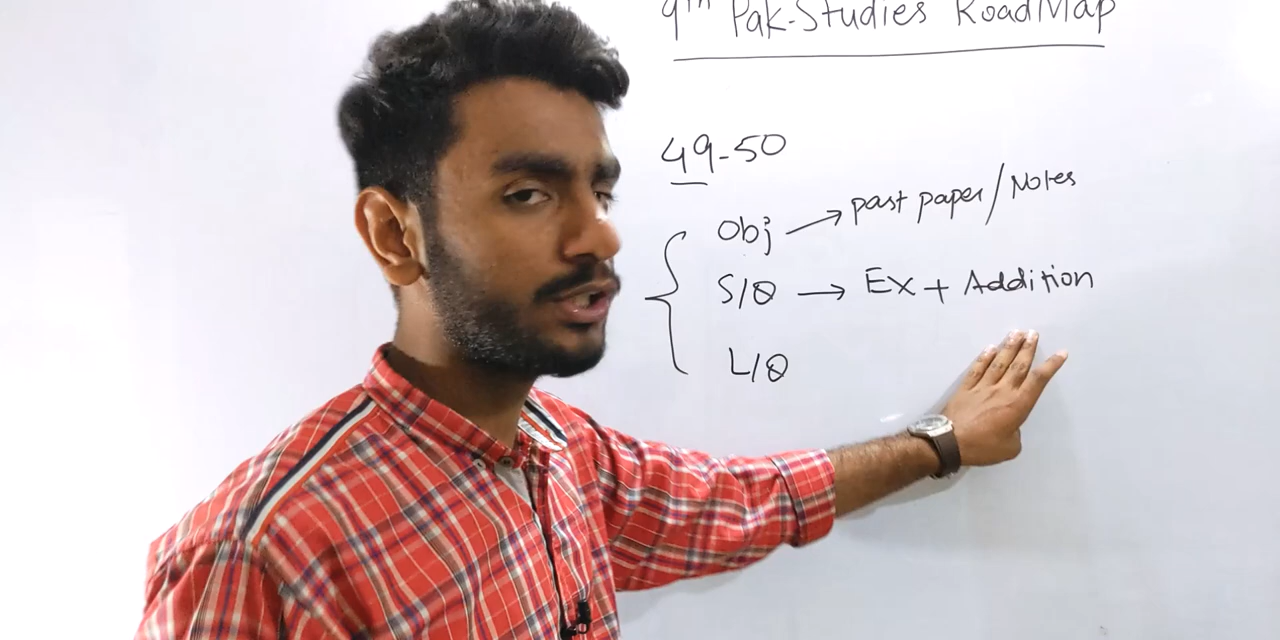 9th Pak-Studies RoadMap
49-50
Obj → past paper/Notes
S/Q → Ex + Addition
L/Q